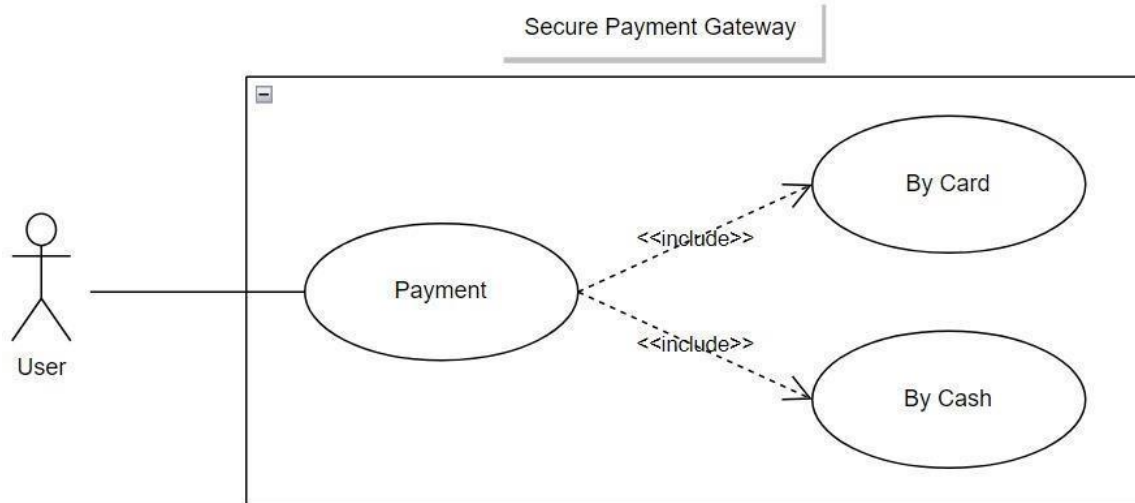 Secure Payment Gateway
By Card
<<include>>
Payment
<<include>>
User
By Cash